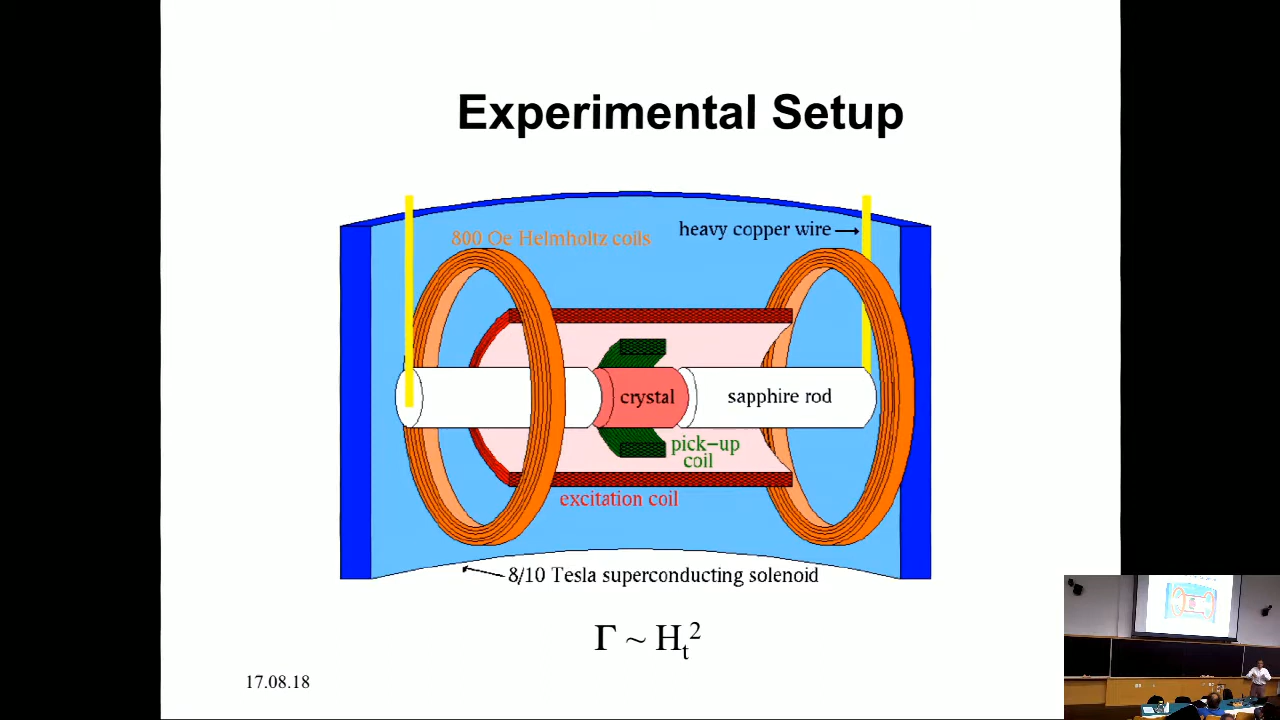 Experimental Setup
heavy copper wire
800 Oe Helmholtz coils
crystal
sapphire rod
pick-up
coil
excitation coil
8/10 Tesla superconducting solenoid
Γ ~ Hₜ²
17.08.18